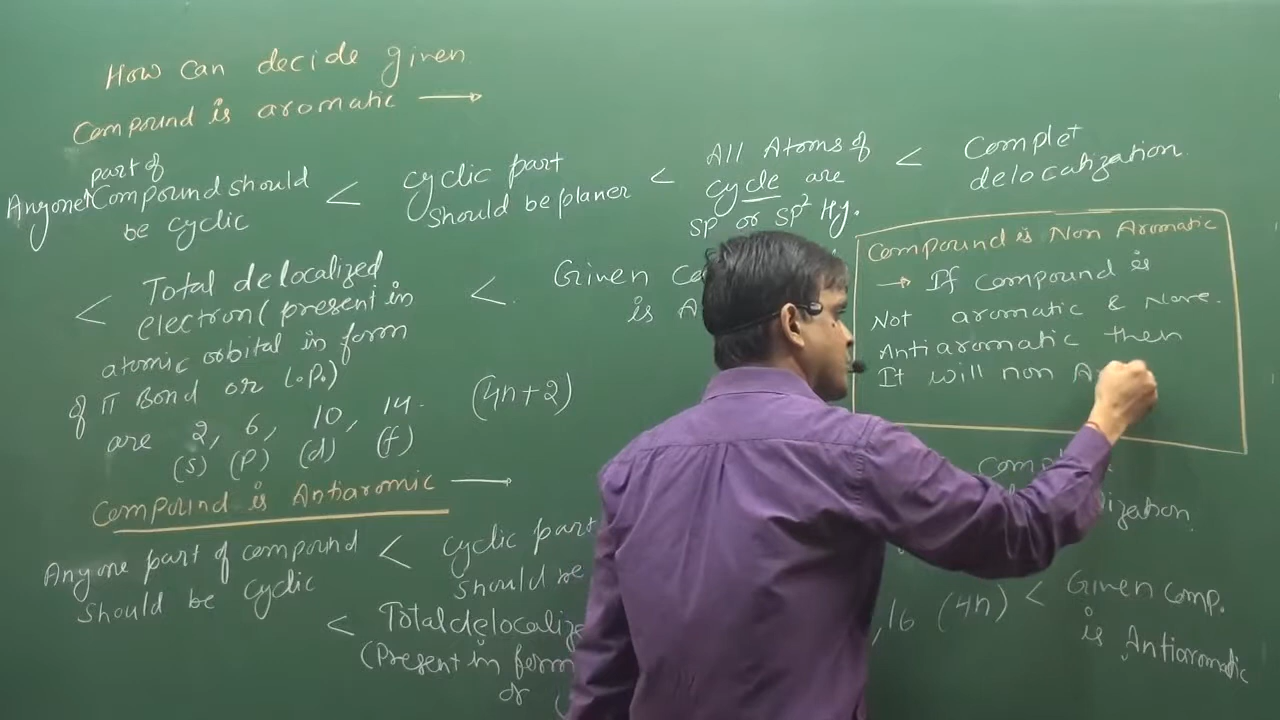 How can decide given
Compound is aromatic →
part of
Anyone Compound should
be cyclic
<
cyclic part
should be planer
<
All Atoms of
cycle are
sp or sp² Hy.
<
Complet
delocalization
<
Total delocalized
electron (present in
atomic orbital in form
of π Bond or l.p.)
are 2, 6, 10, 14.
(s) (p) (d) (f)
(4n+2)
<
Given
is A
Compound is Non Aromatic
→ If compound is
Not aromatic & None.
Antiaromatic then
It will non A
Compound is Antiaromic →
Anyone part of compound
should be cyclic
<
cyclic part
should be
ization
<
Total delocalize
(Present in form
or
, 16 (4n)
<
Given comp.
is Antiaromatic